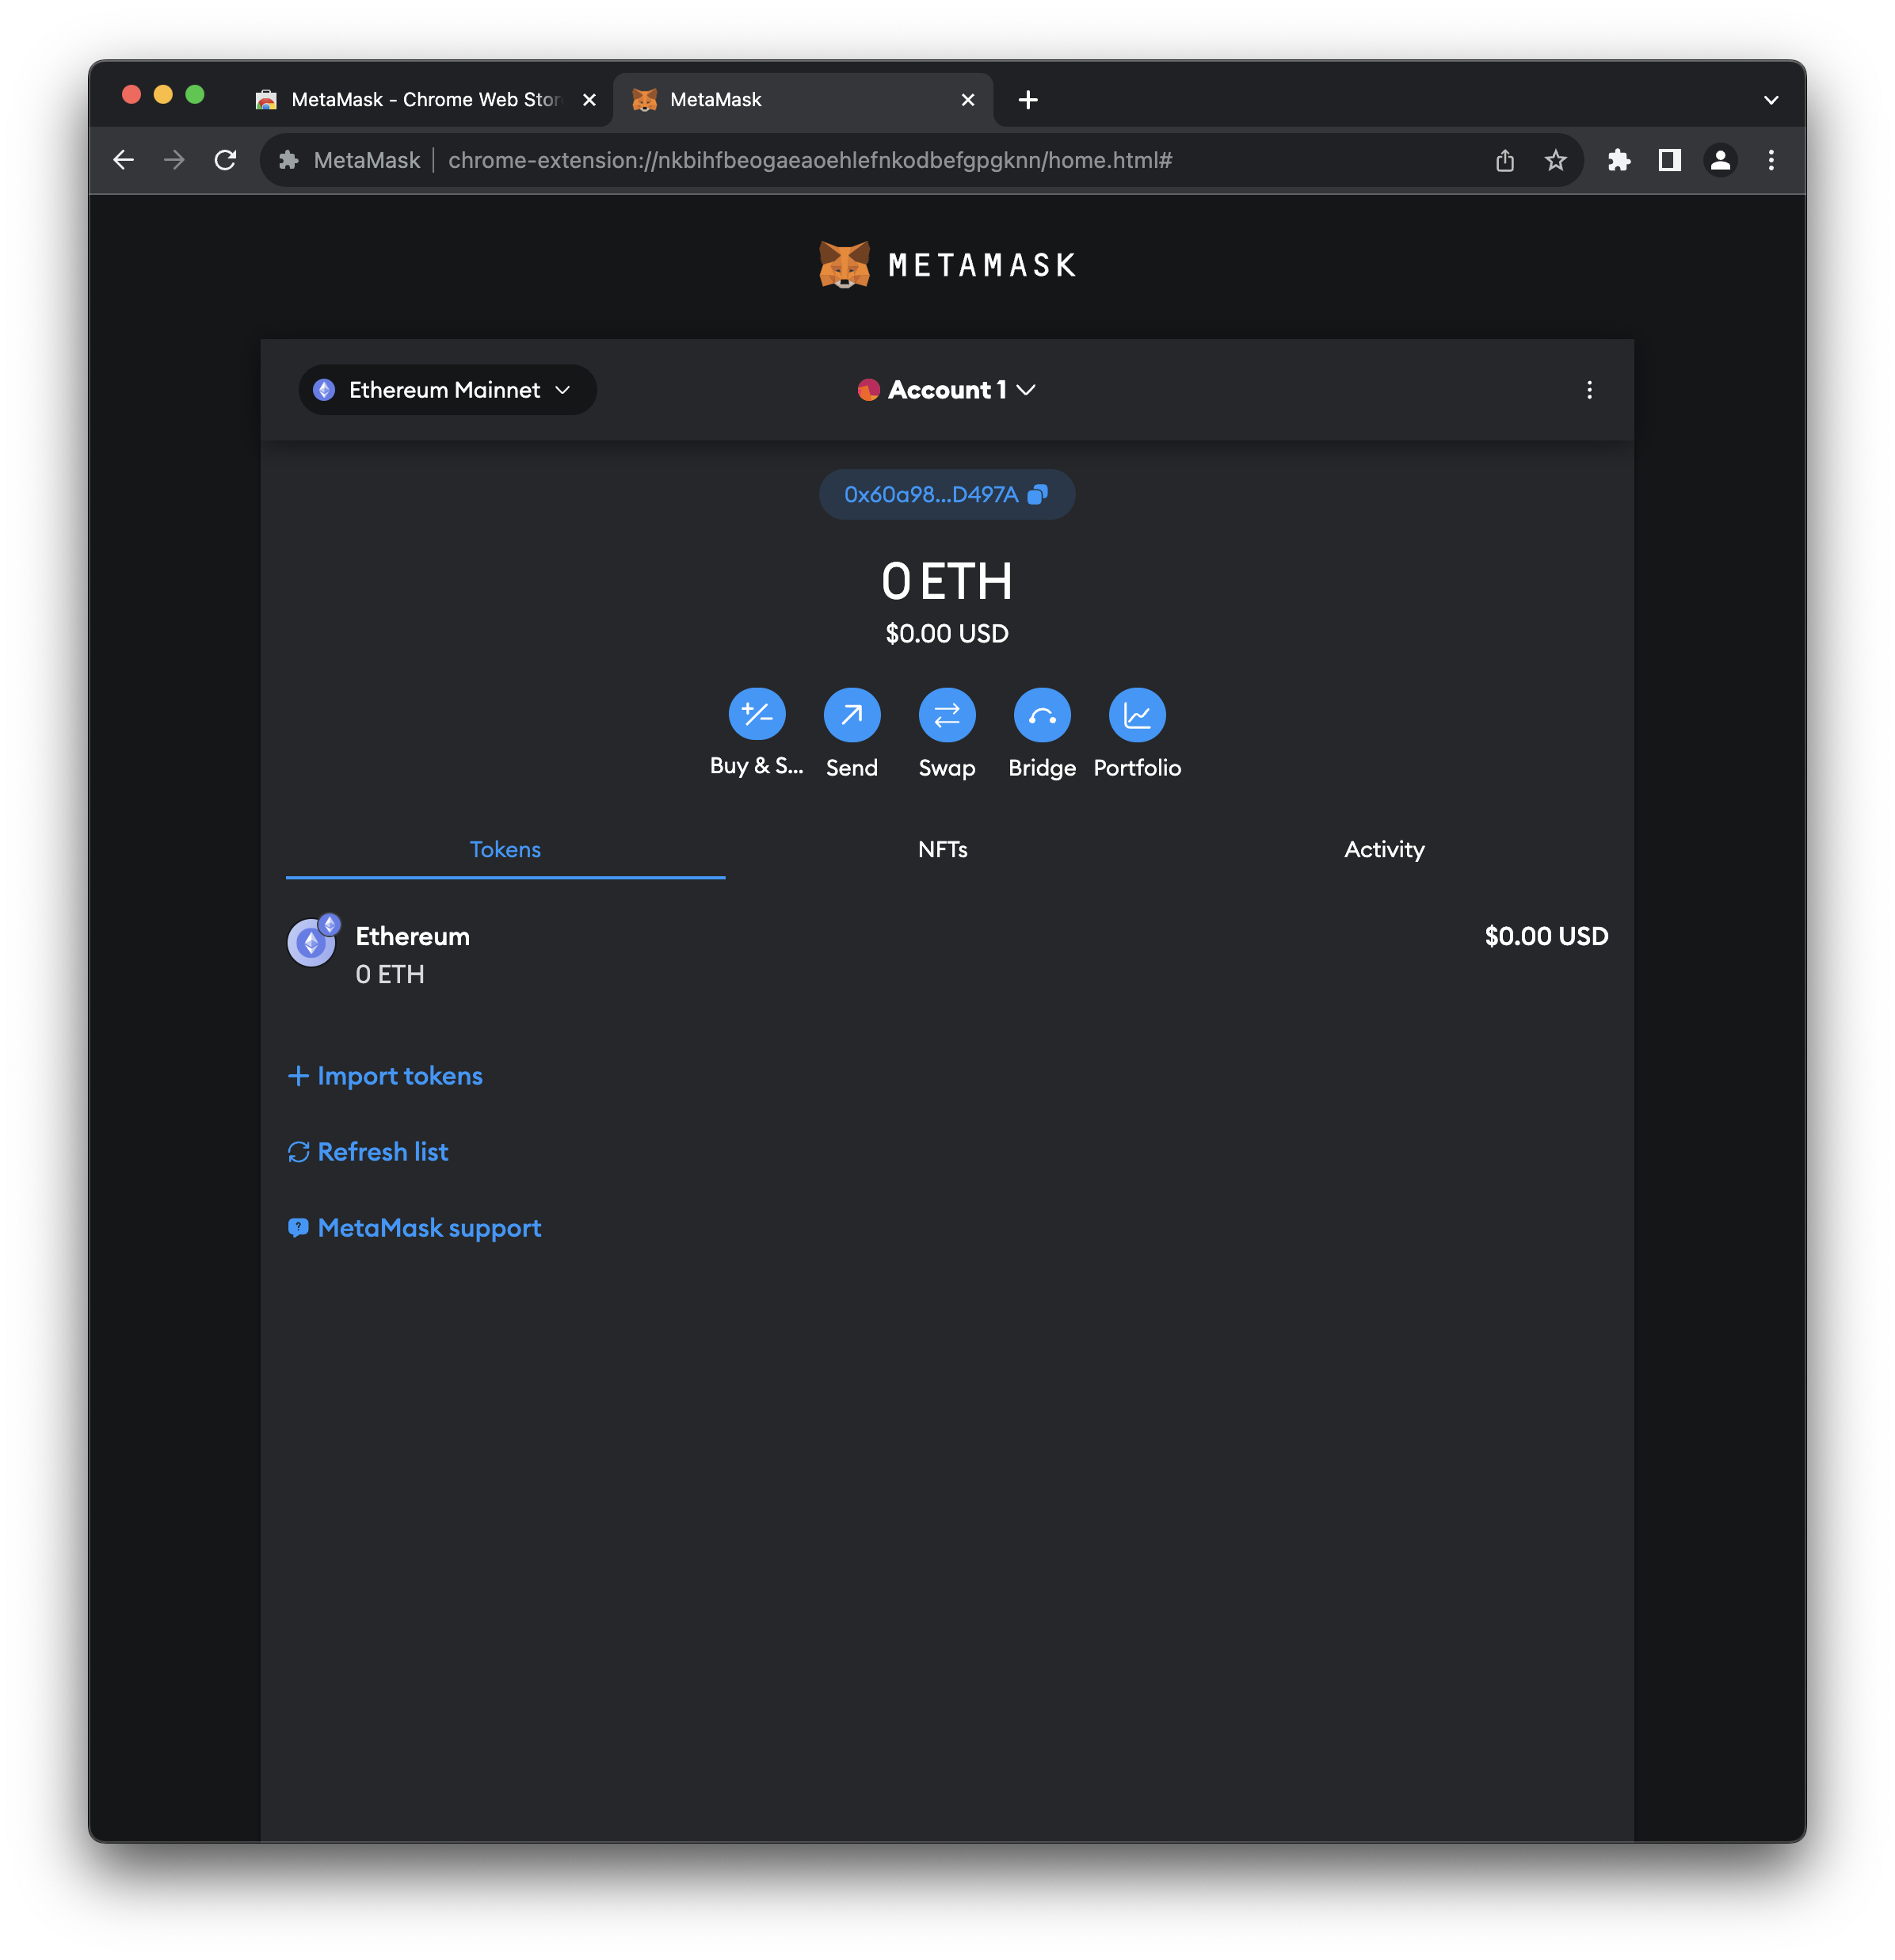 MetaMask - Chrome Web Stor
MetaMask
MetaMask
chrome-extension://nkbihfbeogaeaoehlefnkodbefgpgknn/home.html#
METAMASK
Ethereum Mainnet
Account 1
0x60a98...D497A
0 ETH
$0.00 USD
Buy & S...
Send
Swap
Bridge
Portfolio
Tokens
NFTs
Activity
Ethereum
$0.00 USD
0 ETH
Import tokens
Refresh list
MetaMask support